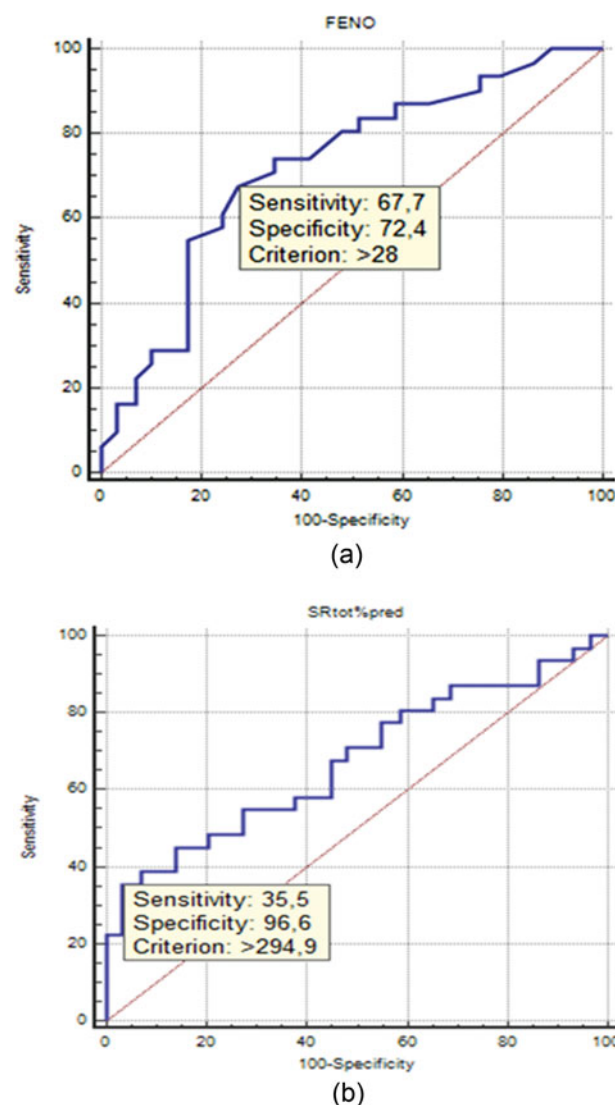 FENO
100
80
60
40
20
0
Sensitivity
Sensitivity: 67,7
Specificity: 72,4
Criterion: >28
0 20 40 60 80 100
100-Specificity
(a)
SRtot%pred
100
80
60
40
20
0
Sensitivity
Sensitivity: 35,5
Specificity: 96,6
Criterion: >294,9
0 20 40 60 80 100
100-Specificity
(b)